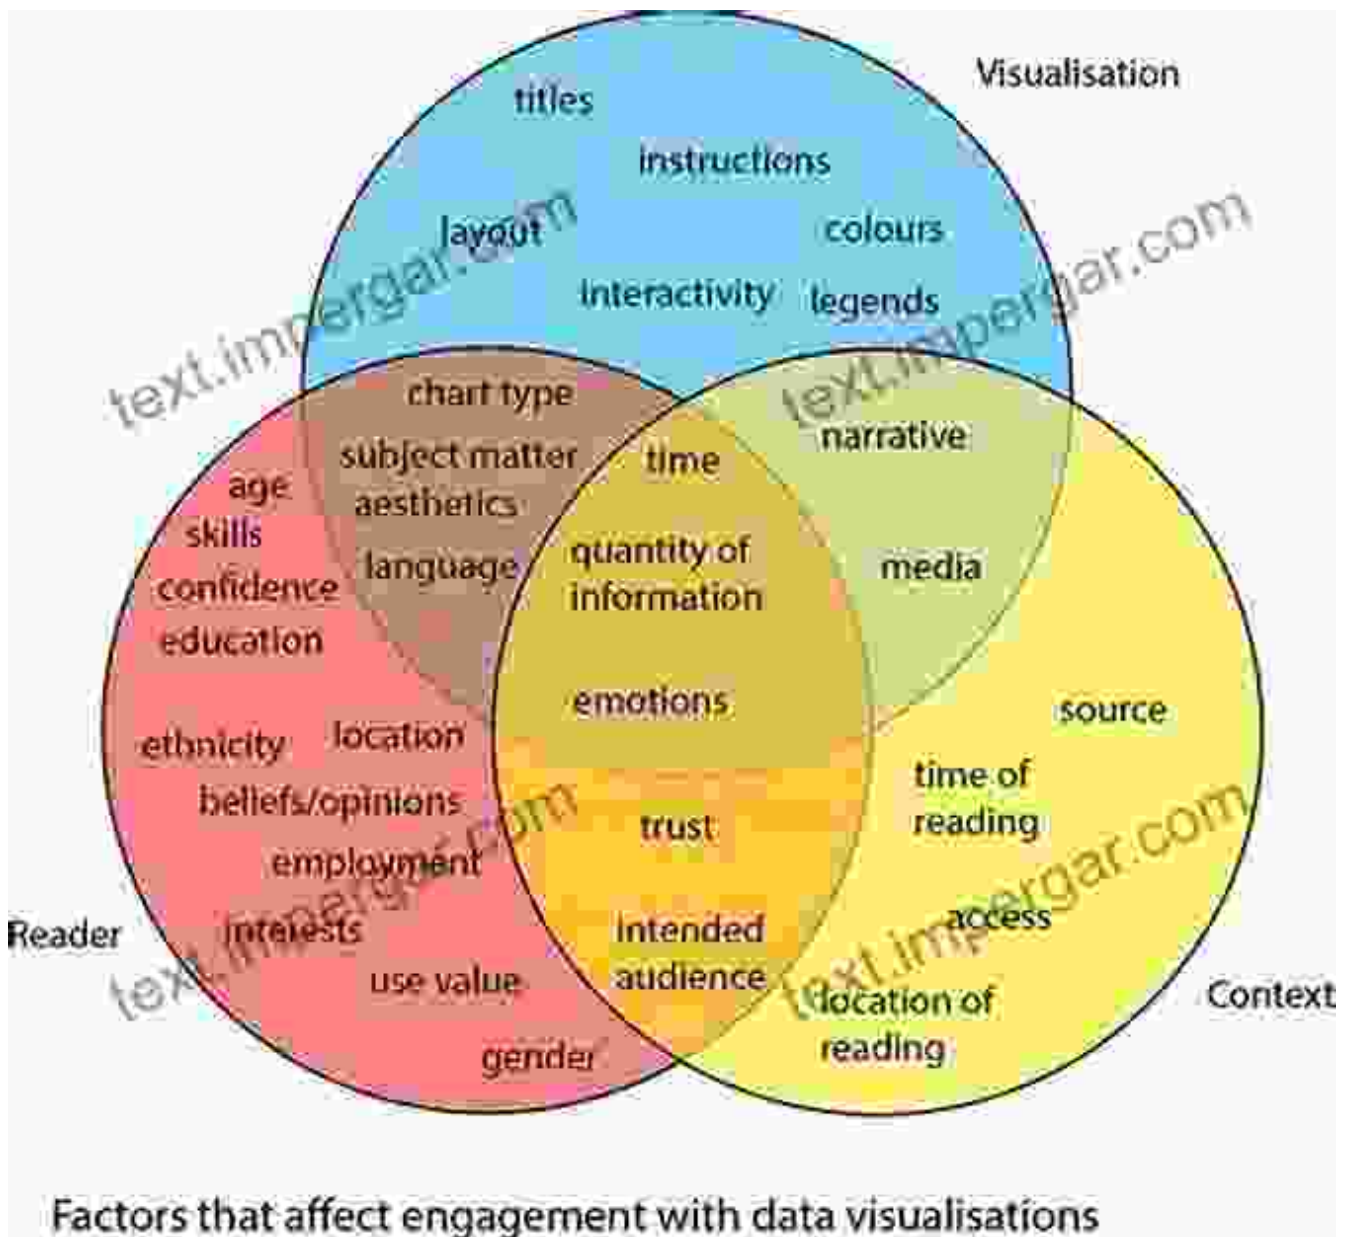 Visualisation
titles
instructions
layout
colours
interactivity
legends
text.impergar.com
text.impergar.com
chart type
narrative
subject matter
time
age
aesthetics
skills
quantity of
information
language
media
confidence
education
emotions
source
ethnicity
location
time of
reading
beliefs/opinions
trust
employment
text.impergar.com
text.impergar.com
access
Reader
interests
intended
audience
use value
Context
location of
reading
gender
Factors that affect engagement with data visualisations